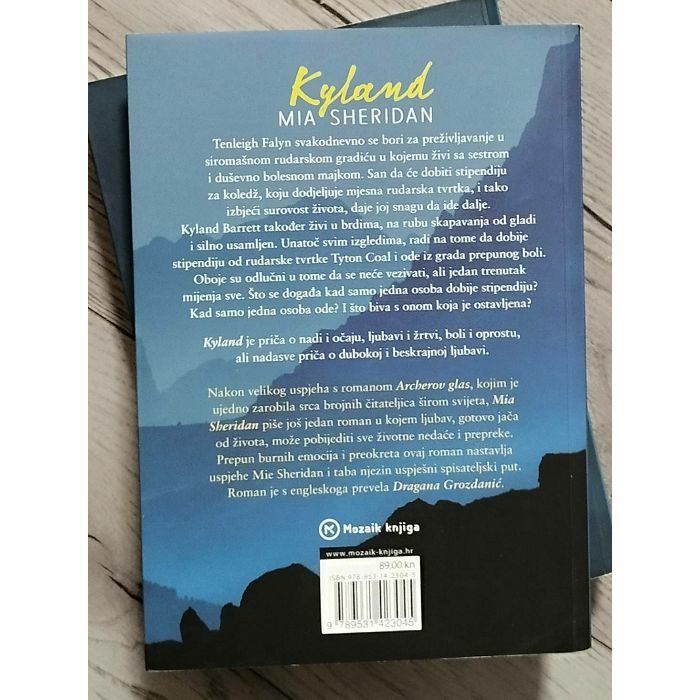 Kyland
MIA SHERIDAN
Tenleigh Falyn svakodnevno se bori za preživljavanje u
siromašnom rudarskom gradiću u kojemu živi sa sestrom
i duševno bolesnom majkom. San da će dobiti stipendiju
za koledž, koju dodjeljuje mjesna rudarska tvrtka, i tako
izbjeći surovost života, daje joj snagu da ide dalje.
Kyland Barrett također živi u brdima, na rubu skapavanja od gladi
i silno usamljen. Unatoč svim izgledima, radi na tome da dobije
stipendiju od rudarske tvrtke Tyton Coal i ode iz grada prepunog boli.
Oboje su odlučni u tome da se neće vezivati, ali jedan trenutak
mijenja sve. Što se događa kad samo jedna osoba dobije stipendiju?
Kad samo jedna osoba ode? I što biva s onom koja je ostavljena?
Kyland je priča o nadi i očaju, ljubavi i žrtvi, boli i oprostu,
ali nadasve priča o dubokoj i beskrajnoj ljubavi.
Nakon velikog uspjeha s romanom Archerov glas, kojim je
ujedno zarobila srca brojnih čitateljica širom svijeta, Mia
Sheridan piše još jedan roman u kojem ljubav, gotovo jača
od života, može pobijediti sve životne nedaće i prepreke.
Prepun burnih emocija i preokreta ovaj roman nastavlja
uspjehe Mie Sheridan i taba njezin uspješni spisateljski put.
Roman je s engleskoga prevela Dragana Grozdanić.
Mozaik knjiga
www.mozaik-knjiga.hr
89,00 kn
ISBN 978-953-14-2304-5
9 789531 423045